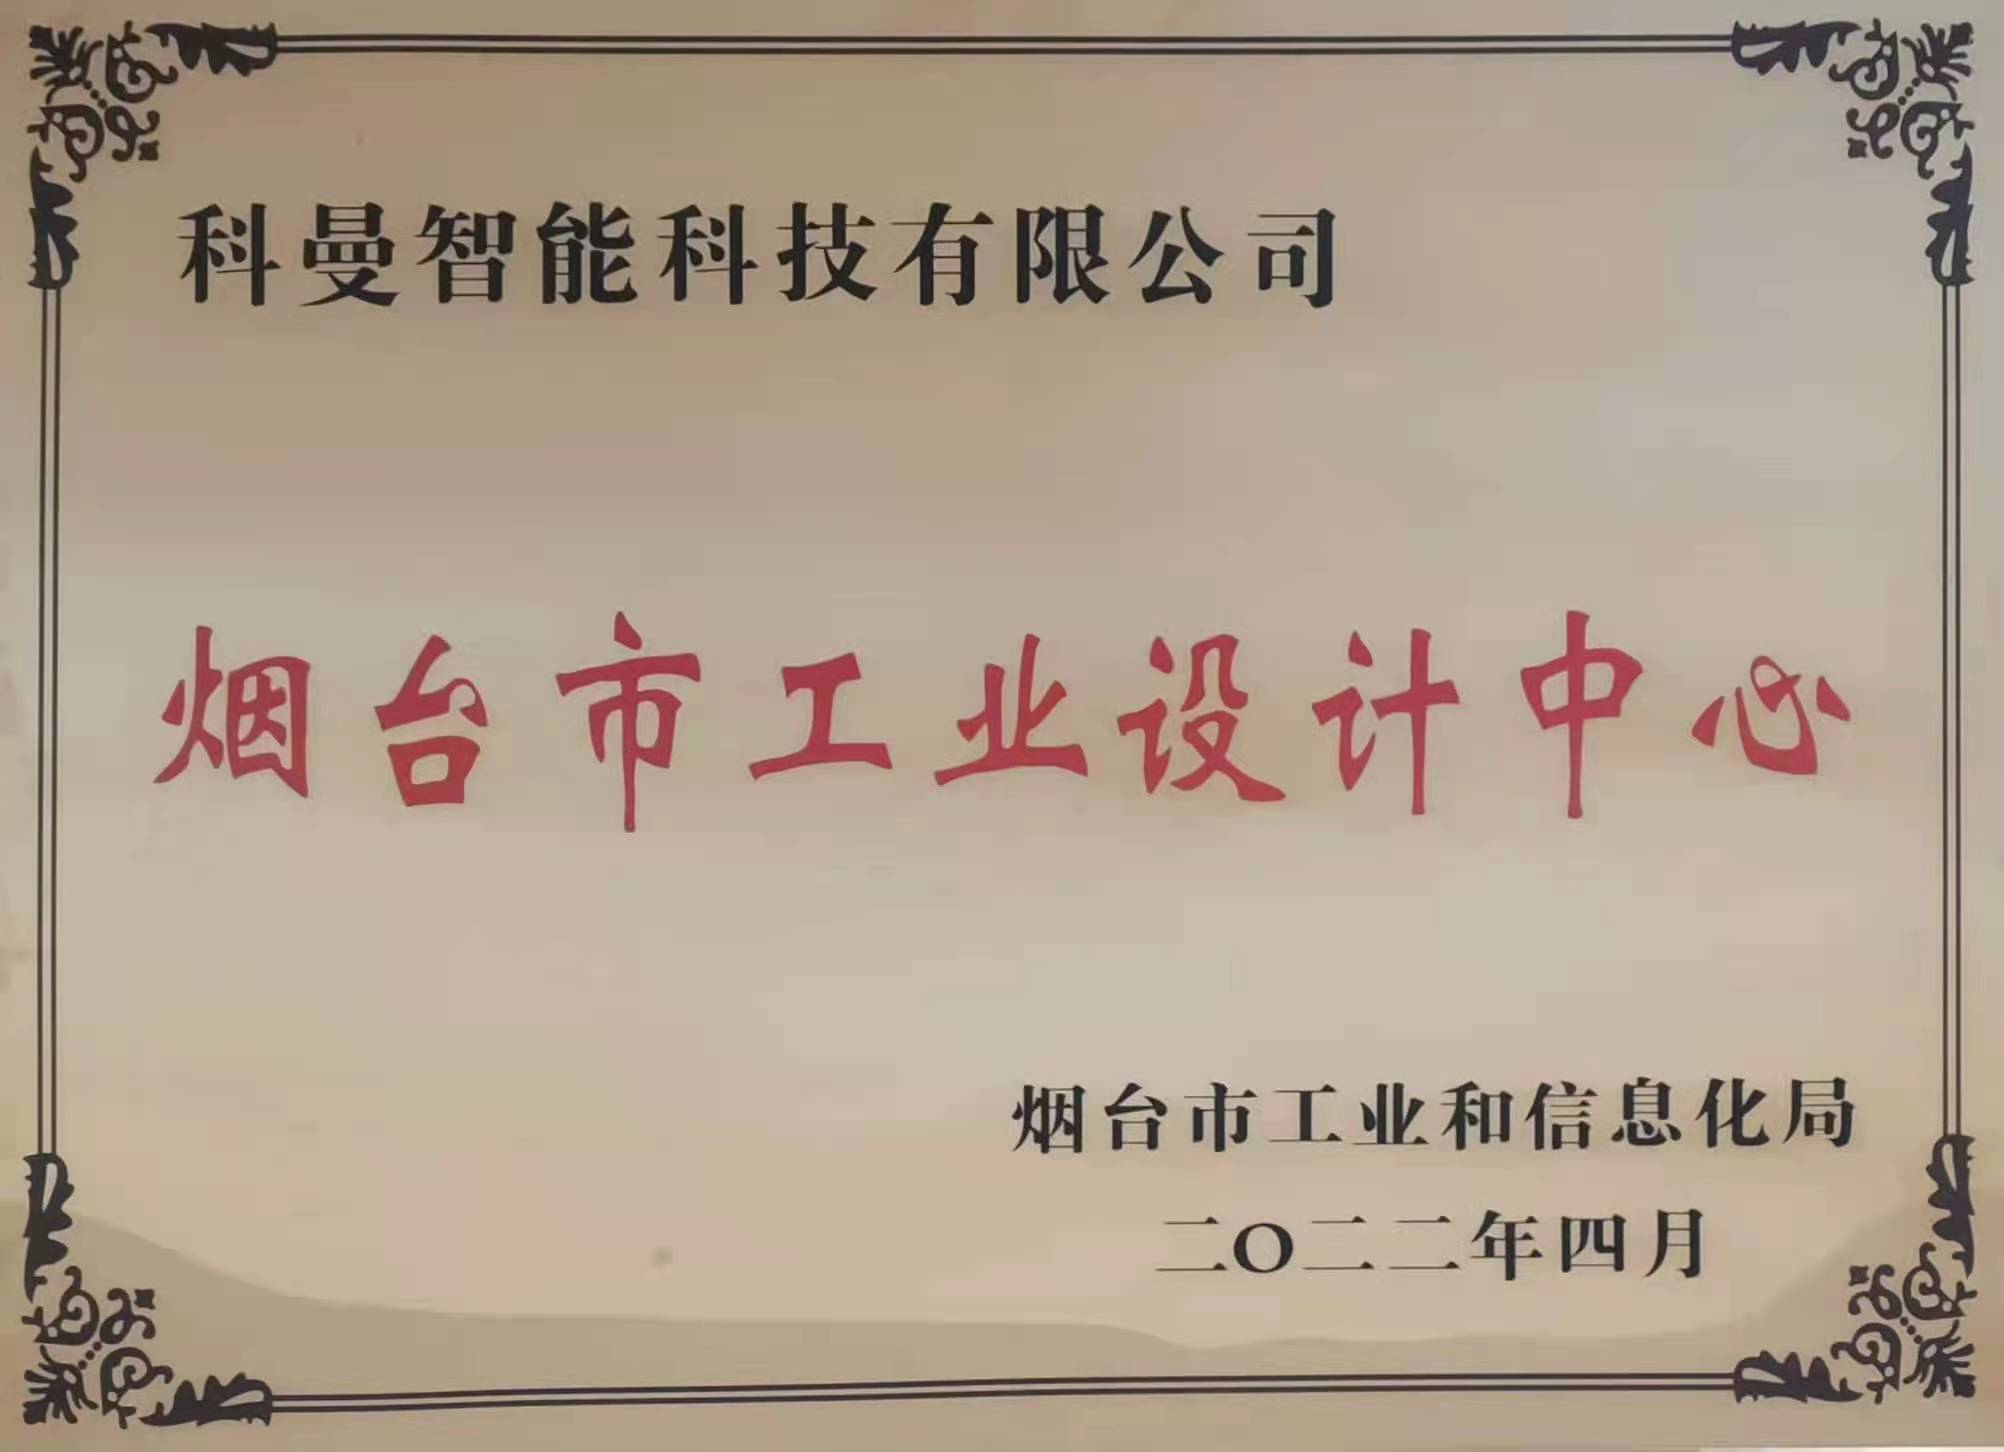 科曼智能科技有限公司
烟台市工业设计中心
烟台市工业和信息化局
二〇二二年四月